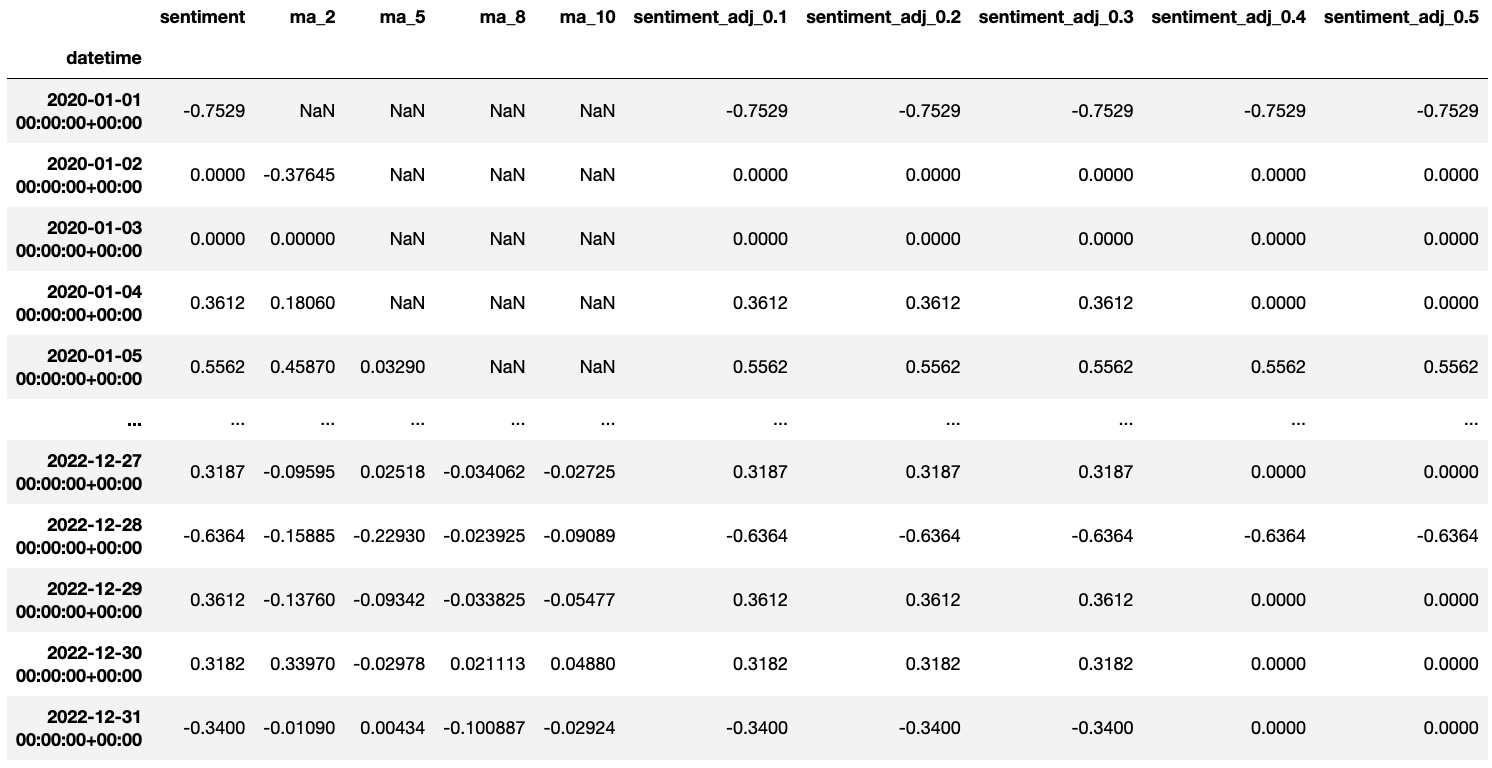 sentiment ma_2 ma_5 ma_8 ma_10 sentiment_adj_0.1 sentiment_adj_0.2 sentiment_adj_0.3 sentiment_adj_0.4 sentiment_adj_0.5
datetime
2020-01-01
00:00:00+00:00 -0.7529 NaN NaN NaN NaN -0.7529 -0.7529 -0.7529 -0.7529 -0.7529
2020-01-02
00:00:00+00:00 0.0000 -0.37645 NaN NaN NaN 0.0000 0.0000 0.0000 0.0000 0.0000
2020-01-03
00:00:00+00:00 0.0000 0.00000 NaN NaN NaN 0.0000 0.0000 0.0000 0.0000 0.0000
2020-01-04
00:00:00+00:00 0.3612 0.18060 NaN NaN NaN 0.3612 0.3612 0.3612 0.0000 0.0000
2020-01-05
00:00:00+00:00 0.5562 0.45870 0.03290 NaN NaN 0.5562 0.5562 0.5562 0.5562 0.5562
... ... ... ... ... ... ... ... ... ... ...
2022-12-27
00:00:00+00:00 0.3187 -0.09595 0.02518 -0.034062 -0.02725 0.3187 0.3187 0.3187 0.0000 0.0000
2022-12-28
00:00:00+00:00 -0.6364 -0.15885 -0.22930 -0.023925 -0.09089 -0.6364 -0.6364 -0.6364 -0.6364 -0.6364
2022-12-29
00:00:00+00:00 0.3612 -0.13760 -0.09342 -0.033825 -0.05477 0.3612 0.3612 0.3612 0.0000 0.0000
2022-12-30
00:00:00+00:00 0.3182 0.33970 -0.02978 0.021113 0.04880 0.3182 0.3182 0.3182 0.0000 0.0000
2022-12-31
00:00:00+00:00 -0.3400 -0.01090 0.00434 -0.100887 -0.02924 -0.3400 -0.3400 -0.3400 0.0000 0.0000